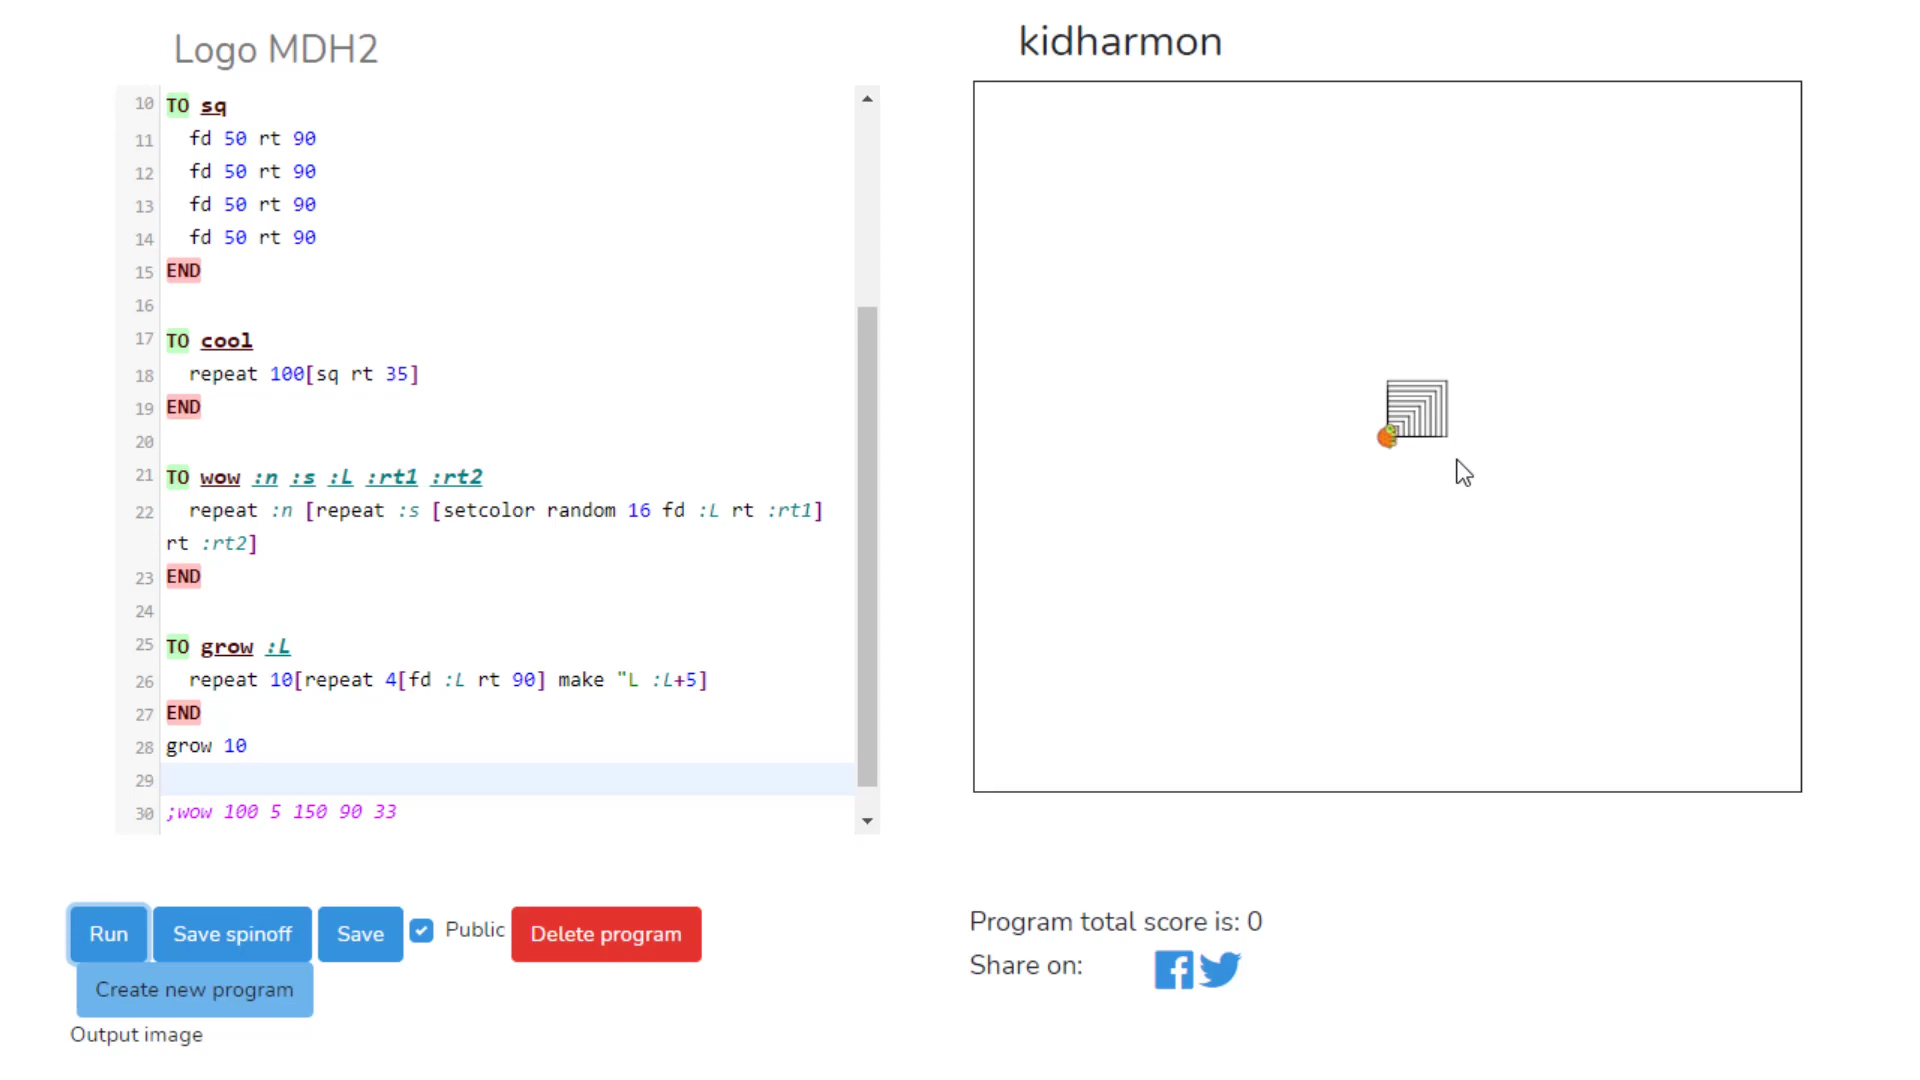 Logo MDH2
kidharmon
10 TO sq
11 fd 50 rt 90
12 fd 50 rt 90
13 fd 50 rt 90
14 fd 50 rt 90
15 END
16
17 TO cool
18 repeat 100[sq rt 35]
19 END
20
21 TO wow :n :s :L :rt1 :rt2
22 repeat :n [repeat :s [setcolor random 16 fd :L rt :rt1]
rt :rt2]
23 END
24
25 TO grow :L
26 repeat 10[repeat 4[fd :L rt 90] make "L :L+5]
27 END
28 grow 10
29
30 ;wow 100 5 150 90 33
Run Save spinoff Save Public Delete program
Create new program
Output image
Program total score is: 0
Share on: